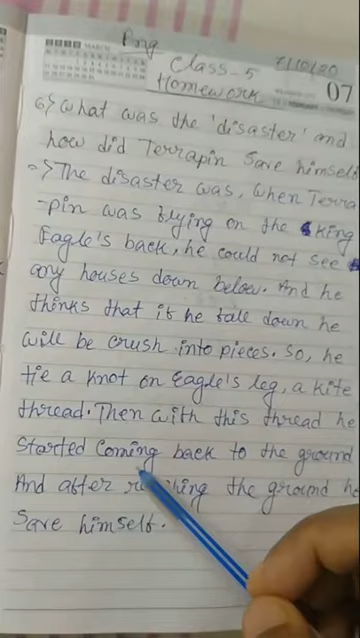 MARCH
Eng
Class-5
7/10/20
Homework
07
6) What was the 'disaster' and
how did Terrapin Save himself
=> The disaster was, when Terra
-pin was flying on the King
Eagle's back, he could not see
any houses down below. And he
thinks that if he fall down he
will be crush into pieces. So, he
tie a knot on Eagle's leg, a kite
thread. Then with this thread he
started coming back to the ground
And after the ground he
Save himself.